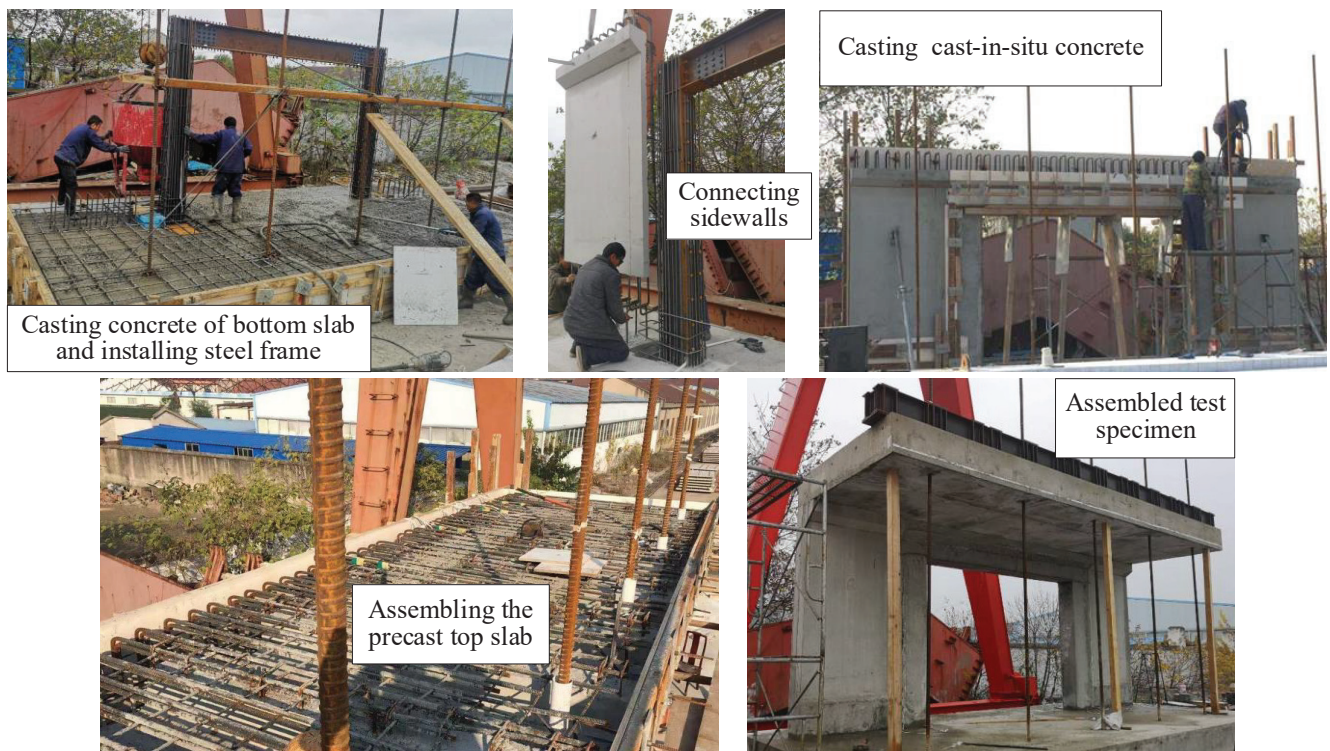 Casting concrete of bottom slab
and installing steel frame
Connecting
sidewalls
Casting cast-in-situ concrete
Assembling the
precast top slab
Assembled test
specimen